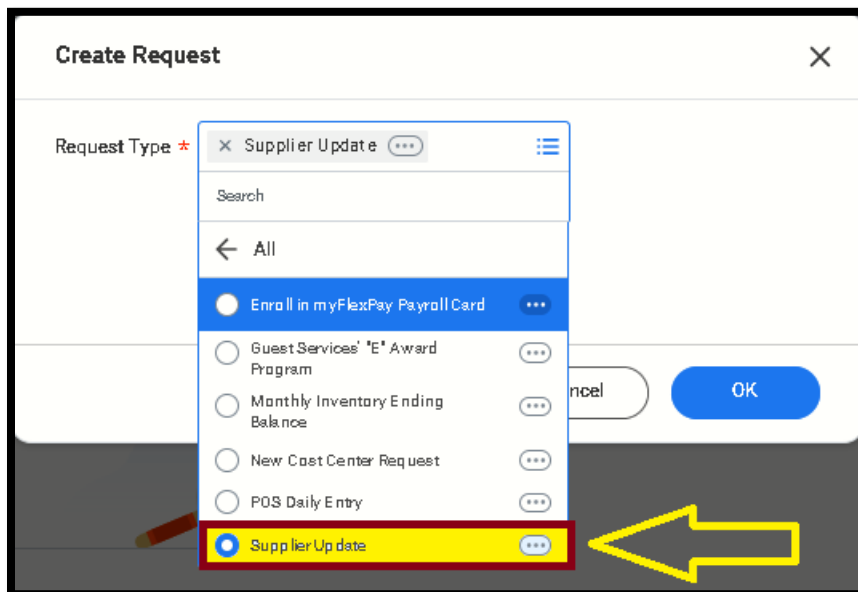 Create Request
Request Type *
Supplier Update
Search
All
Enroll in myFlexPay Payroll Card
Guest Services' "E" Award
Program
Monthly Inventory Ending
Balance
ncel
OK
New Cost Center Request
POS Daily Entry
Supplier Update